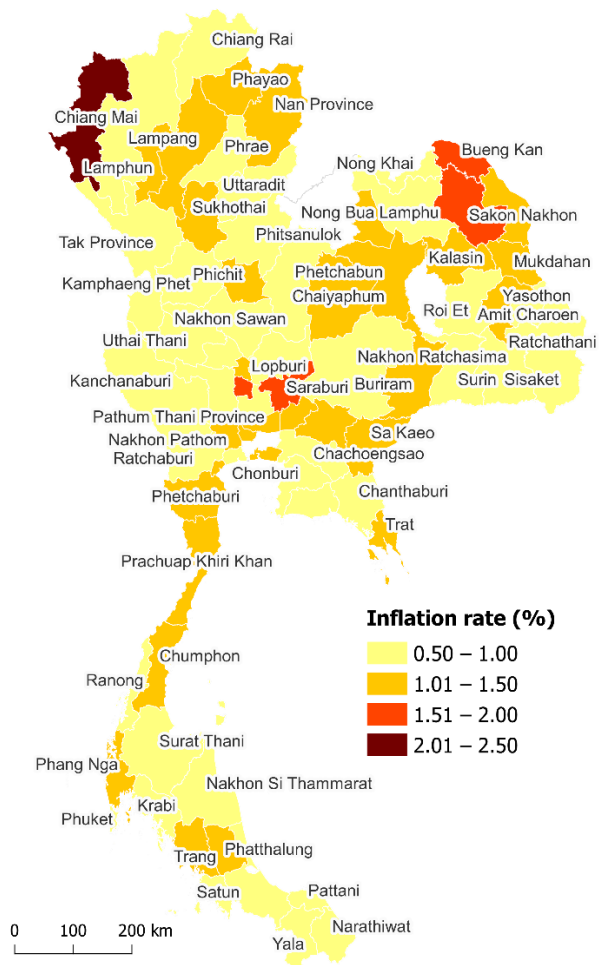 Chiang Rai
Phayao
Nan Province
Chiang Mai
Lampang
Phrae
Bueng Kan
Nong Khai
Lamphun
Uttaradit
Sukhothai
Nong Bua Lamphu
Sakon Nakhon
Phitsanulok
Tak Province
Kalasin
Mukdahan
Phichit
Phetchabun
Kamphaeng Phet
Chaiyaphum
Yasothon
Roi Et
Amit Charoen
Nakhon Sawan
Uthai Thani
Ratchathani
Lopburi
Nakhon Ratchasima
Kanchanaburi
Saraburi
Buriram
Surin
Sisaket
Pathum Thani Province
Nakhon Pathom
Sa Kaeo
Ratchaburi
Chachoengsao
Chonburi
Phetchaburi
Chanthaburi
Trat
Prachuap Khiri Khan
Inflation rate (%)
0.50 – 1.00
1.01 – 1.50
1.51 – 2.00
2.01 – 2.50
Chumphon
Ranong
Surat Thani
Phang Nga
Nakhon Si Thammarat
Krabi
Phuket
Phatthalung
Trang
Satun
Pattani
Narathiwat
Yala
0 100 200 km